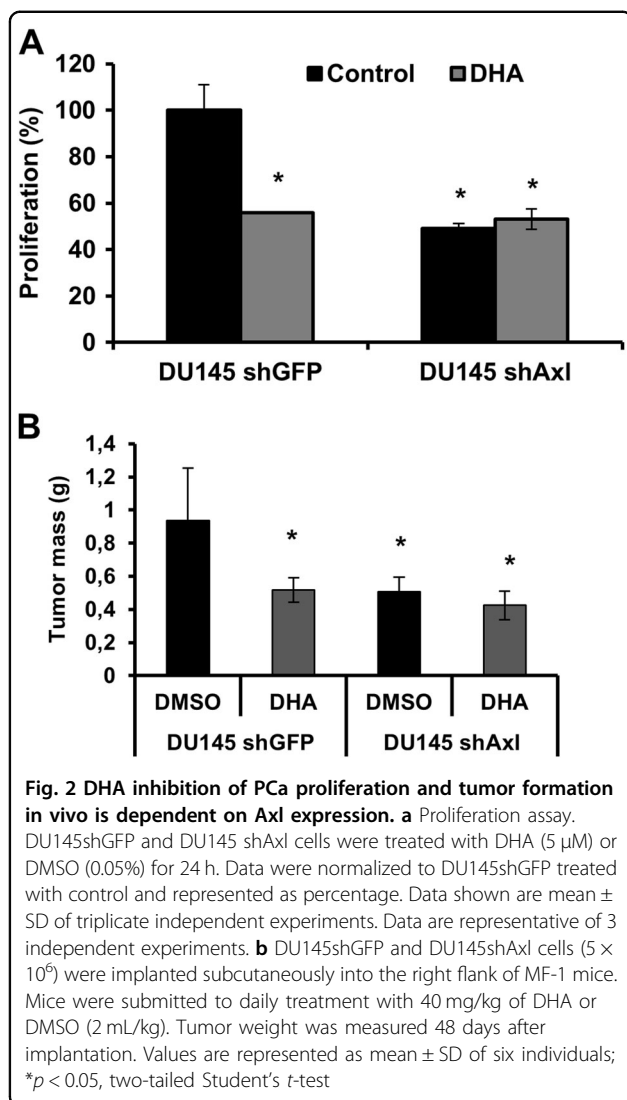 A
120
100
80
60
40
20
0
Proliferation (%)
Control DHA
*
*
*
DU145 shGFP DU145 shAxl
B
1,4
1,2
1
0,8
0,6
0,4
0,2
0
Tumor mass (g)
*
*
*
DMSO DHA DMSO DHA
DU145 shGFP DU145 shAxl
Fig. 2 DHA inhibition of PCa proliferation and tumor formation
in vivo is dependent on Axl expression. a Proliferation assay.
DU145shGFP and DU145 shAxl cells were treated with DHA (5 µM) or
DMSO (0.05%) for 24 h. Data were normalized to DU145shGFP treated
with control and represented as percentage. Data shown are mean ±
SD of triplicate independent experiments. Data are representative of 3
independent experiments. b DU145shGFP and DU145shAxl cells (5 ×
10⁶) were implanted subcutaneously into the right flank of MF-1 mice.
Mice were submitted to daily treatment with 40 mg/kg of DHA or
DMSO (2 mL/kg). Tumor weight was measured 48 days after
implantation. Values are represented as mean ± SD of six individuals;
*p < 0.05, two-tailed Student's t-test